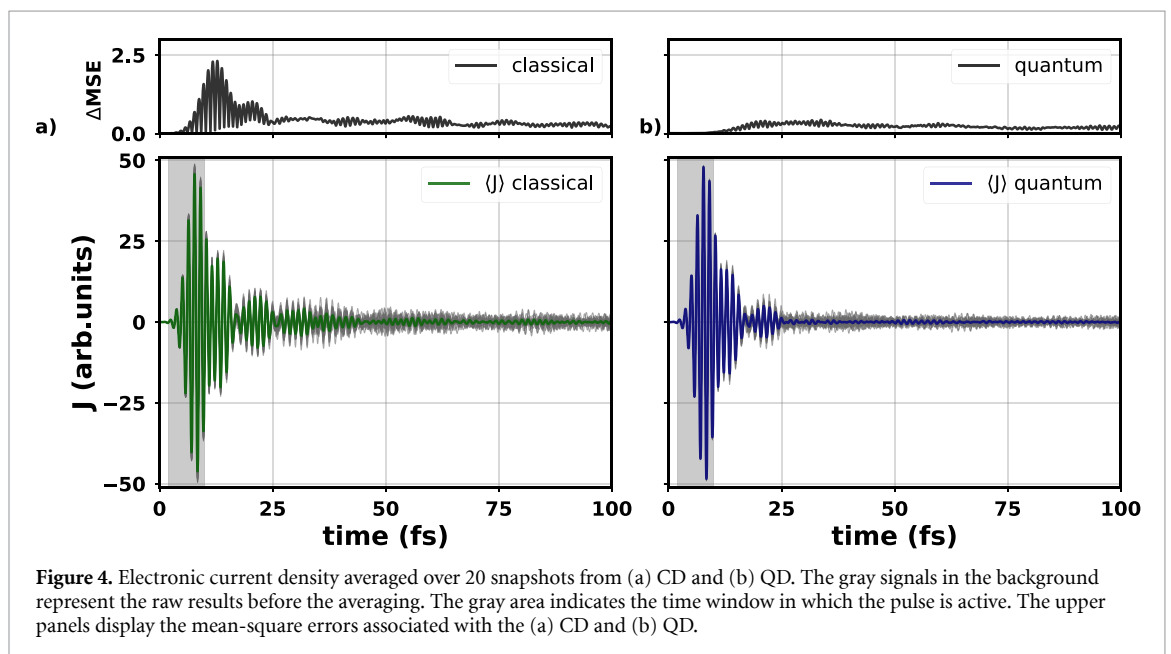 2.5
ΔMSE
classical
quantum
a)
0.0
b)
50
⟨J⟩ classical
⟨J⟩ quantum
25
J (arb.units)
0
−25
−50
0 25 50 75 100
0 25 50 75 100
time (fs)
time (fs)
Figure 4. Electronic current density averaged over 20 snapshots from (a) CD and (b) QD. The gray signals in the background
represent the raw results before the averaging. The gray area indicates the time window in which the pulse is active. The upper
panels display the mean-square errors associated with the (a) CD and (b) QD.